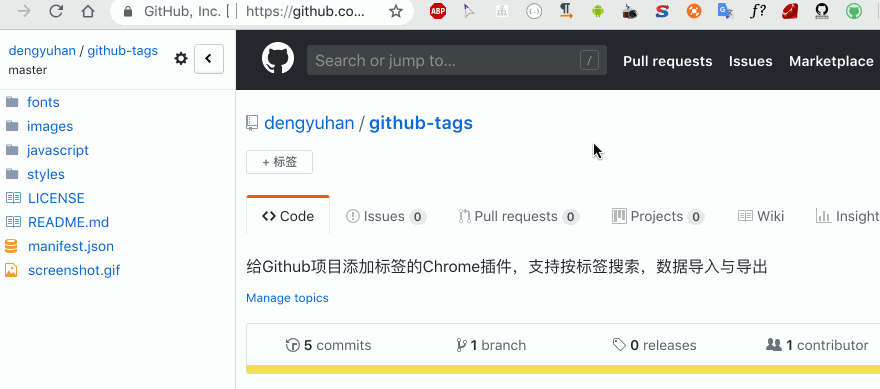 GitHub, Inc. [ | https://github.co...
ABP
f?
dengyuhan / github-tags
master
fonts
images
javascript
styles
LICENSE
README.md
manifest.json
screenshot.gif
Search or jump to... /
Pull requests Issues Marketplace
dengyuhan / github-tags
+ 标签
Code Issues 0 Pull requests 0 Projects 0 Wiki Insight
给Github项目添加标签的Chrome插件，支持按标签搜索，数据导入与导出
Manage topics
5 commits 1 branch 0 releases 1 contributor